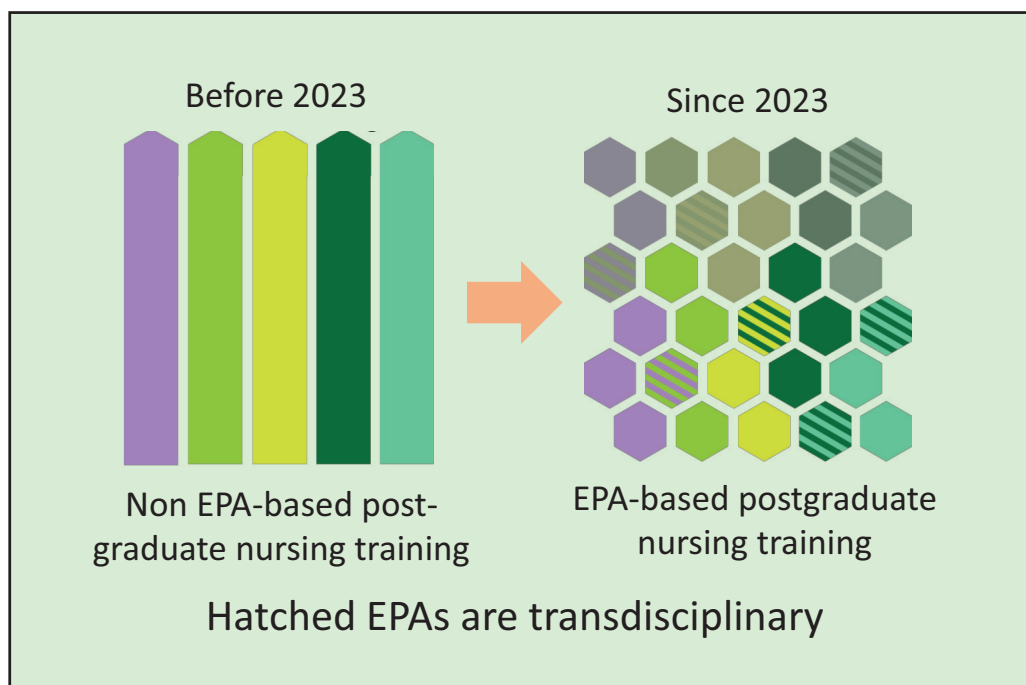 Before 2023
Since 2023
Non EPA-based post-
graduate nursing training
EPA-based postgraduate
nursing training
Hatched EPAs are transdisciplinary